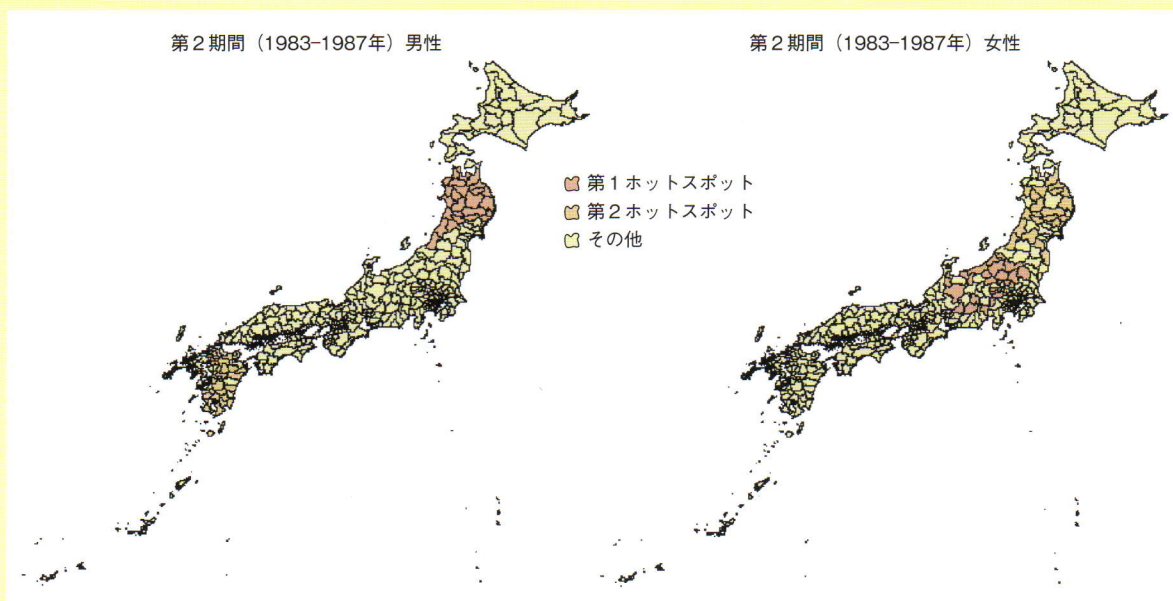 第2期間（1983-1987年）男性
第2期間（1983-1987年）女性
第1ホットスポット
第2ホットスポット
その他